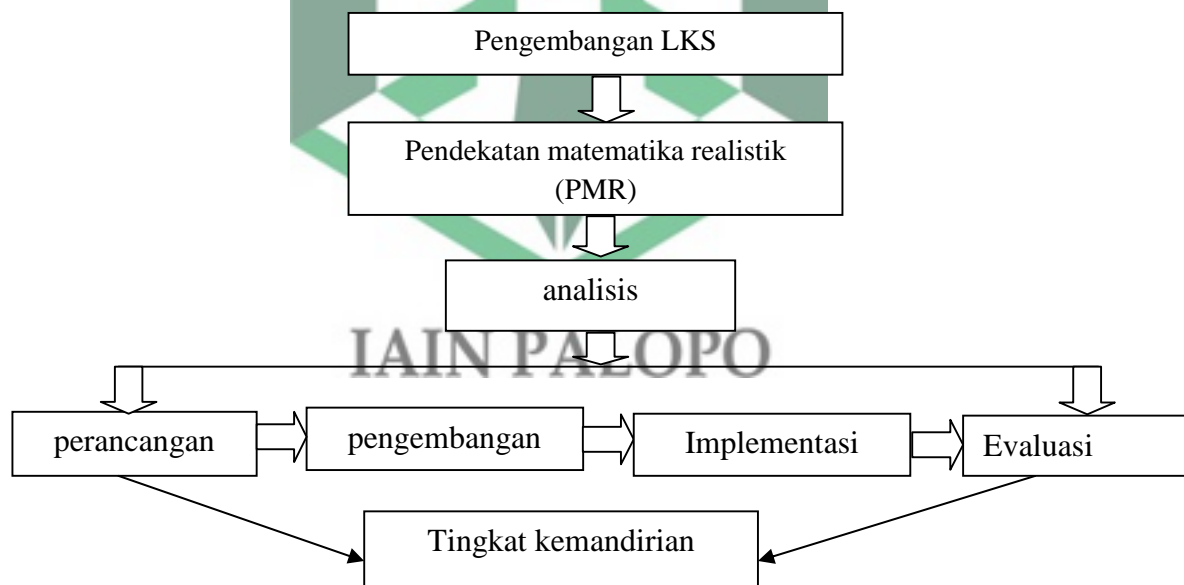 Pengembangan LKS
Pendekatan matematika realistik
(PMR)
analisis
IAIN PALOPO
perancangan
pengembangan
Implementasi
Evaluasi
Tingkat kemandirian